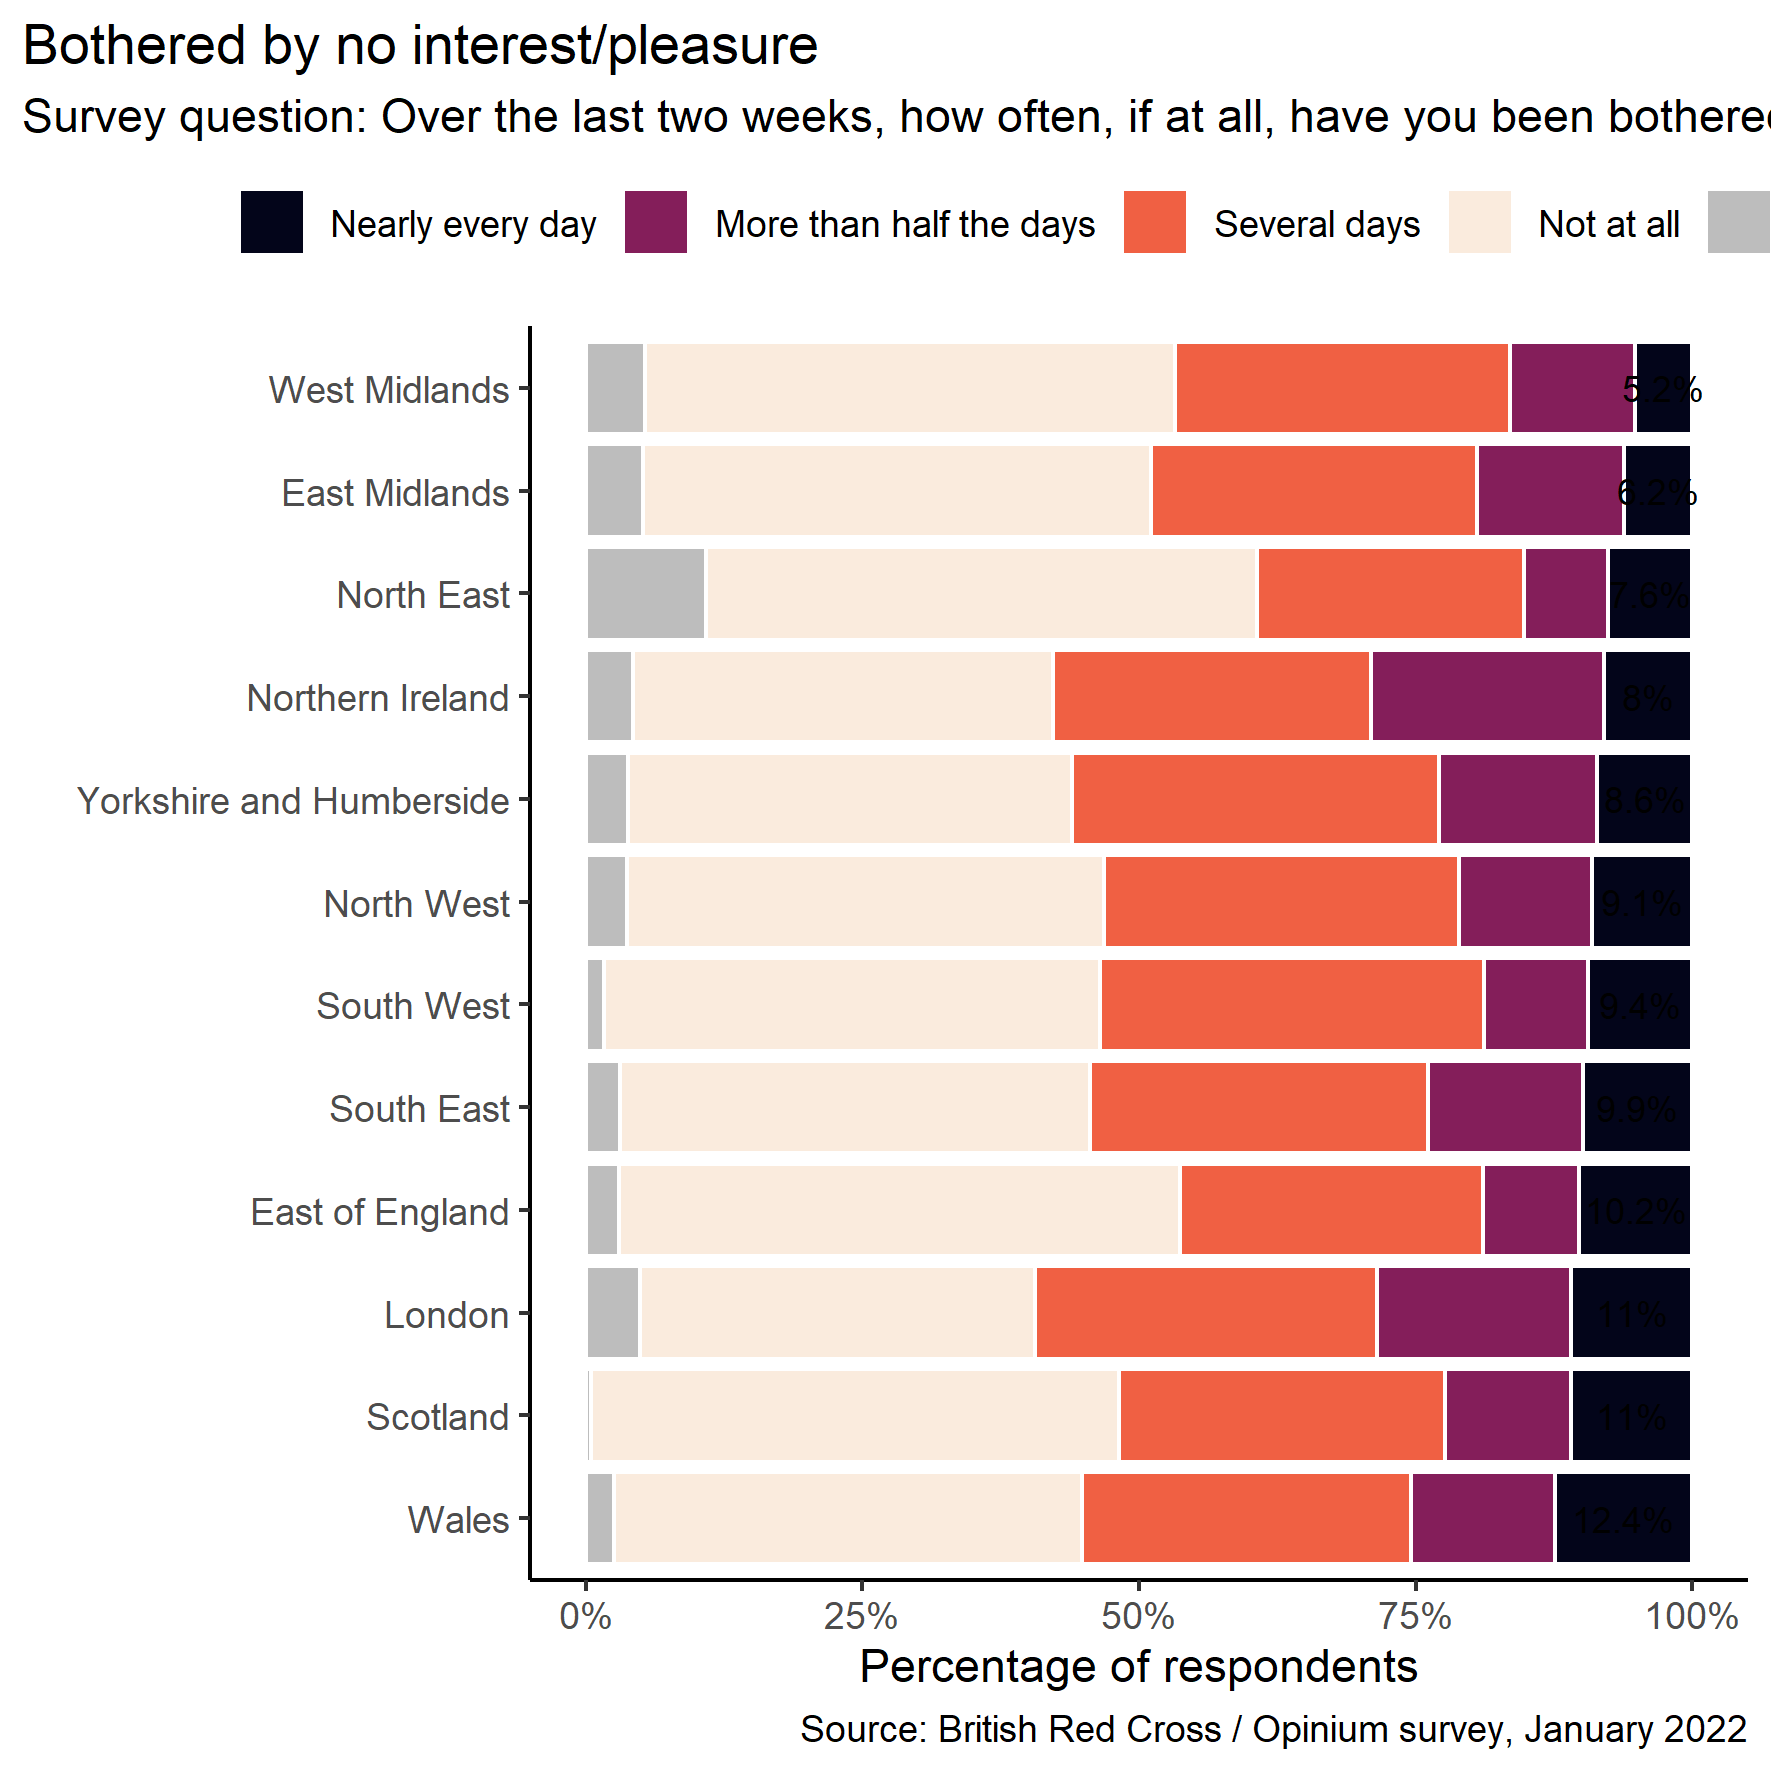 Bothered by no interest/pleasure
Survey question: Over the last two weeks, how often, if at all, have you been bothered
Nearly every day More than half the days Several days Not at all
West Midlands 5.2%
East Midlands 6.2%
North East 7.6%
Northern Ireland 8%
Yorkshire and Humberside 8.6%
North West 9.1%
South West 9.4%
South East 9.9%
East of England 10.2%
London 11%
Scotland 11%
Wales 12.4%
0% 25% 50% 75% 100%
Percentage of respondents
Source: British Red Cross / Opinium survey, January 2022